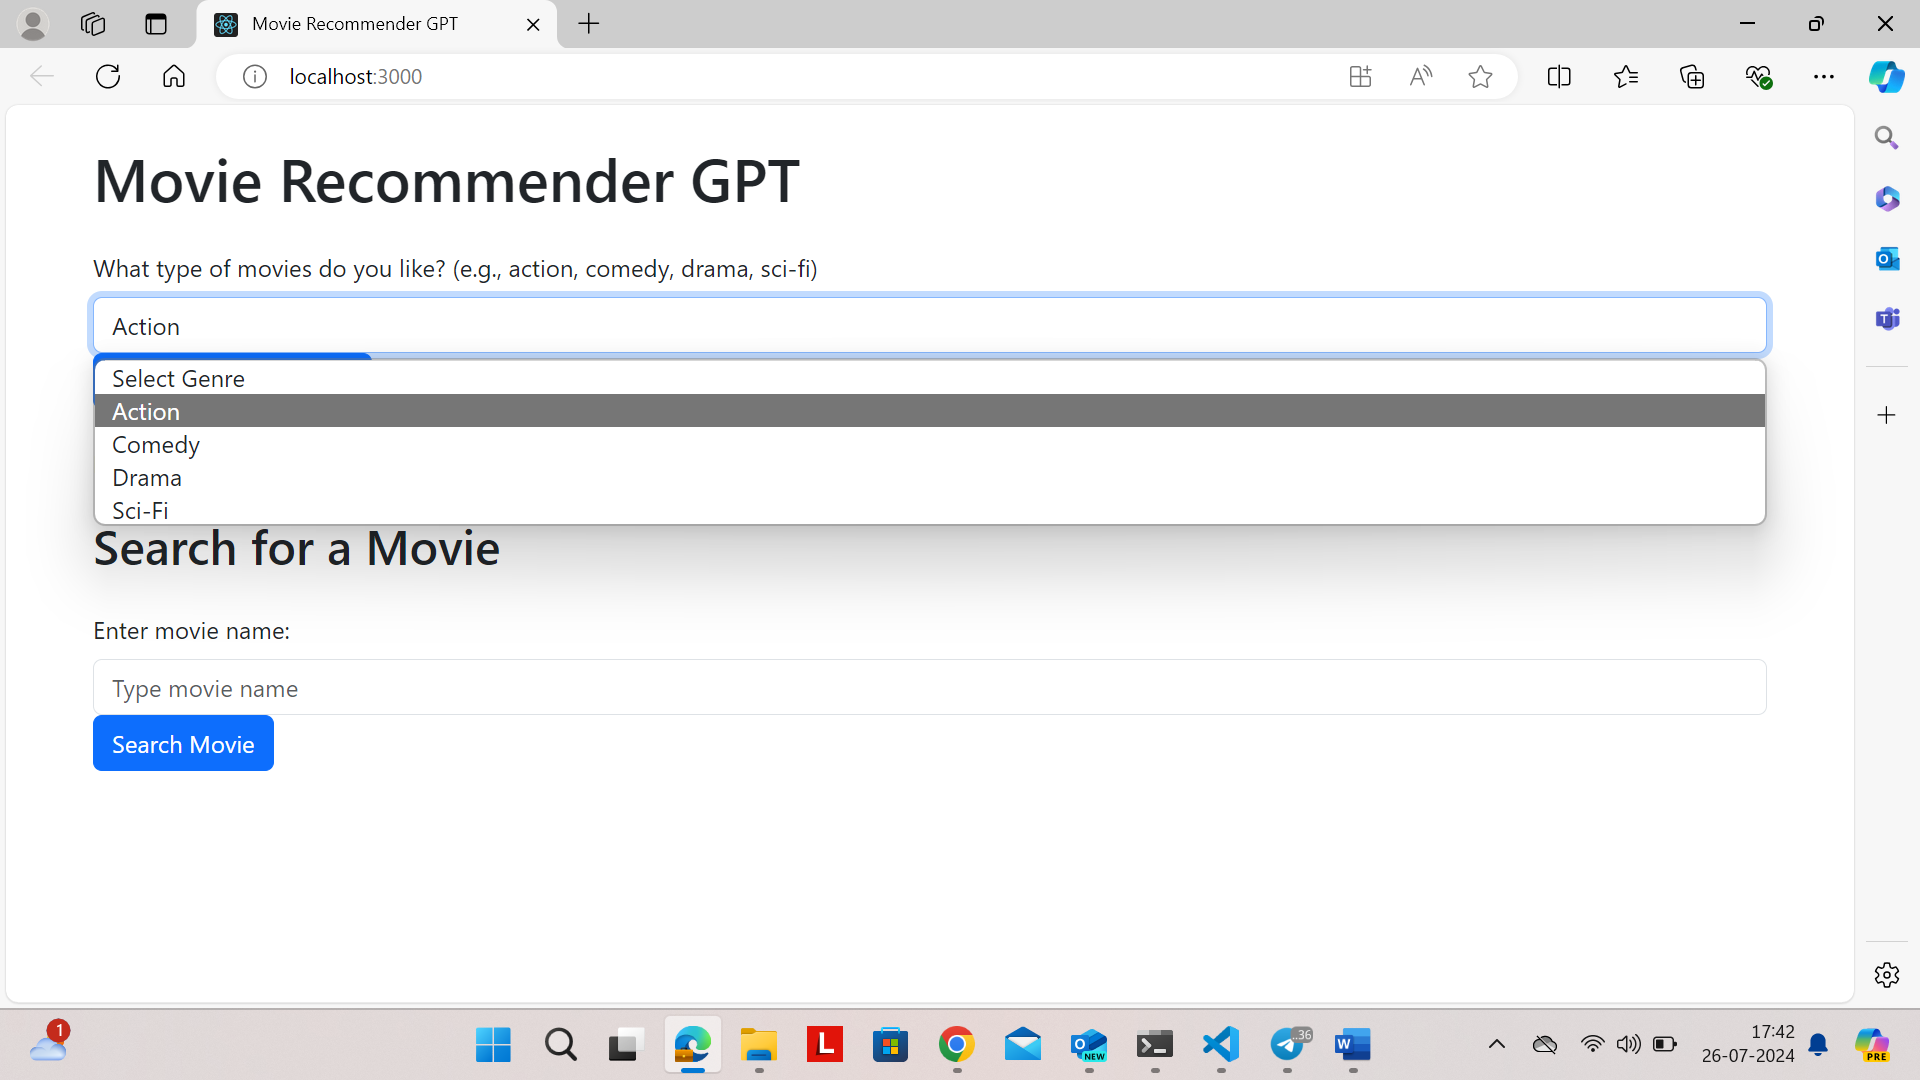 Movie Recommender GPT
localhost:3000
Movie Recommender GPT
What type of movies do you like? (e.g., action, comedy, drama, sci-fi)
Action
Select Genre
Action
Comedy
Drama
Sci-Fi
Search for a Movie
Enter movie name:
Type movie name
Search Movie
1
L
NEW
..36
W
17:42
26-07-2024
PRE